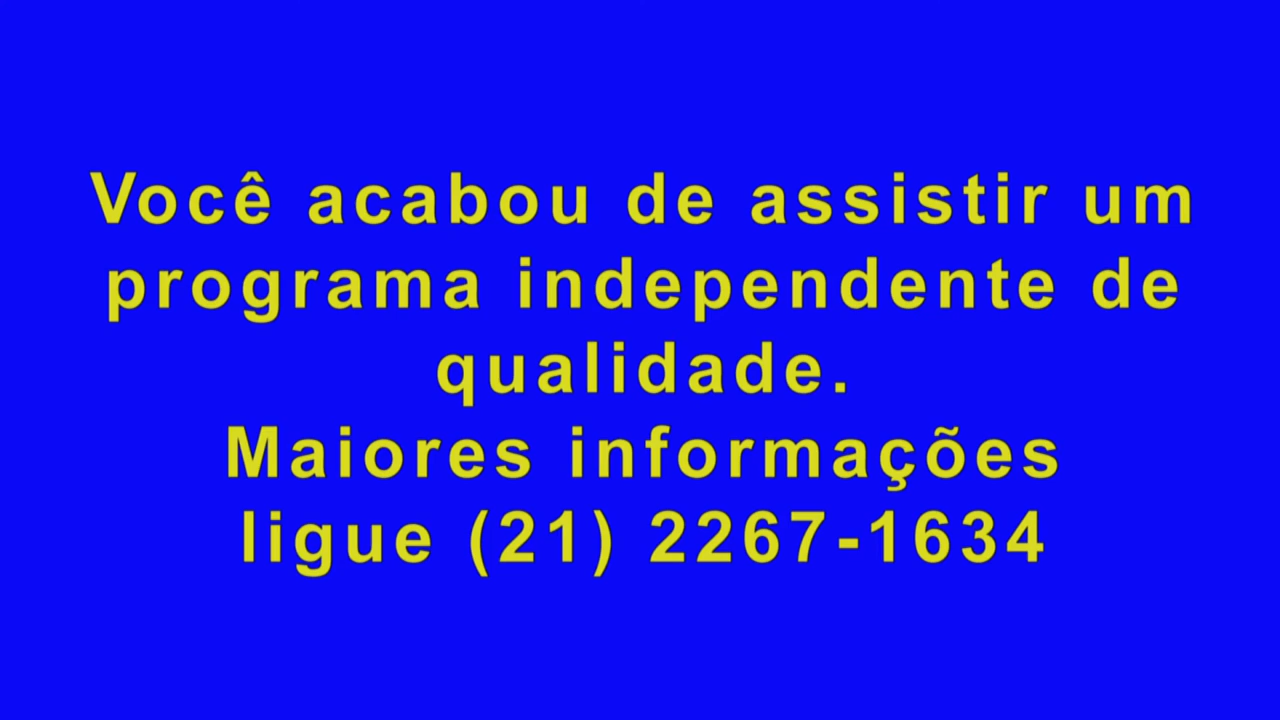 Você acabou de assistir um
programa independente de
qualidade.
Maiores informações
ligue (21) 2267-1634